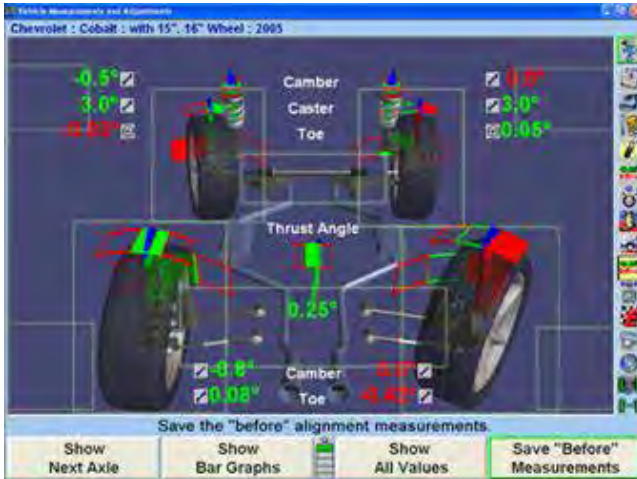 Vehicle Measurements and Adjustments
Chevrolet : Cobalt : with 15", 16" Wheel : 2005
-0.5° Camber
3.0° Caster 3.0°
Toe 0.05°
Thrust Angle
0.25°
-0.8° Camber
0.08° Toe
Save the "before" alignment measurements.
Show Next Axle
Show Bar Graphs
Show All Values
Save "Before" Measurements